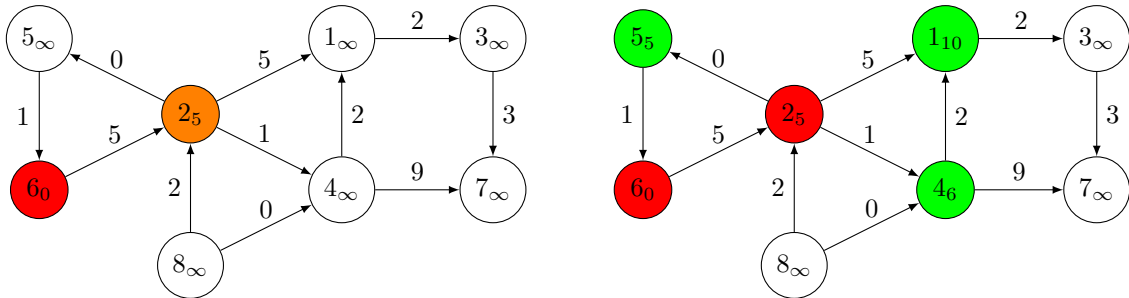 5∞ 0 1∞ 2 3∞ 5₅ 0 1₁₀ 2 3∞
5 5
1 5 2₅ 1 2 3 1 5 2₅ 1 2 3
6₀ 2 4∞ 9 7∞ 6₀ 2 4₆ 9 7∞
0 0
8∞ 8∞